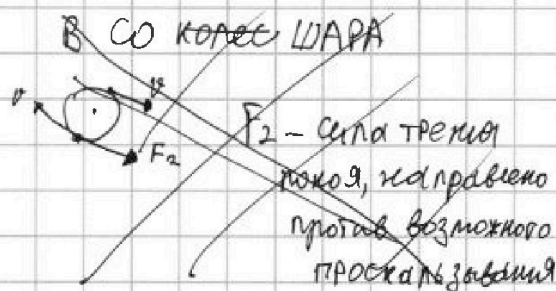 В СО колес ШАРА
v
v
F₂
F₂ – сила трения
покоя, направлено
против возможного
проскальзывания